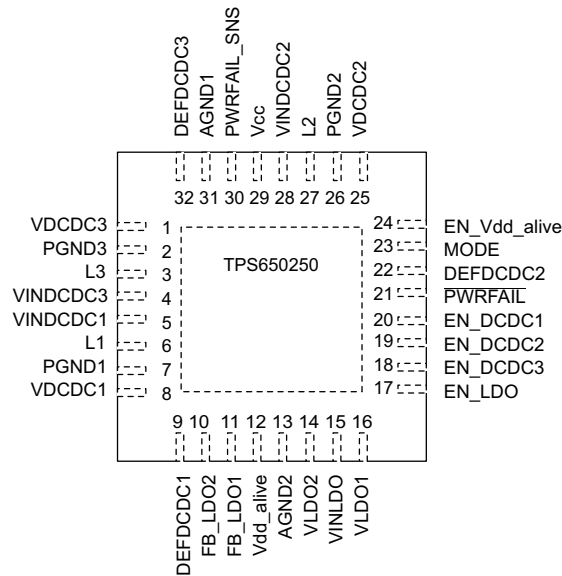 DEFDCDC3
AGND1
PWRFAIL_SNS
Vcc
VINDCDC2
L2
PGND2
VDCDC2
32 31 30 29 28 27 26 25
VDCDC3 1
PGND3 2
L3 3
VINDCDC3 4
VINDCDC1 5
L1 6
PGND1 7
VDCDC1 8
TPS650250
24 EN_Vdd_alive
23 MODE
22 DEFDCDC2
21 PWRFAIL
20 EN_DCDC1
19 EN_DCDC2
18 EN_DCDC3
17 EN_LDO
9 10 11 12 13 14 15 16
DEFDCDC1
FB_LDO2
FB_LDO1
Vdd_alive
AGND2
VLDO2
VINLDO
VLDO1